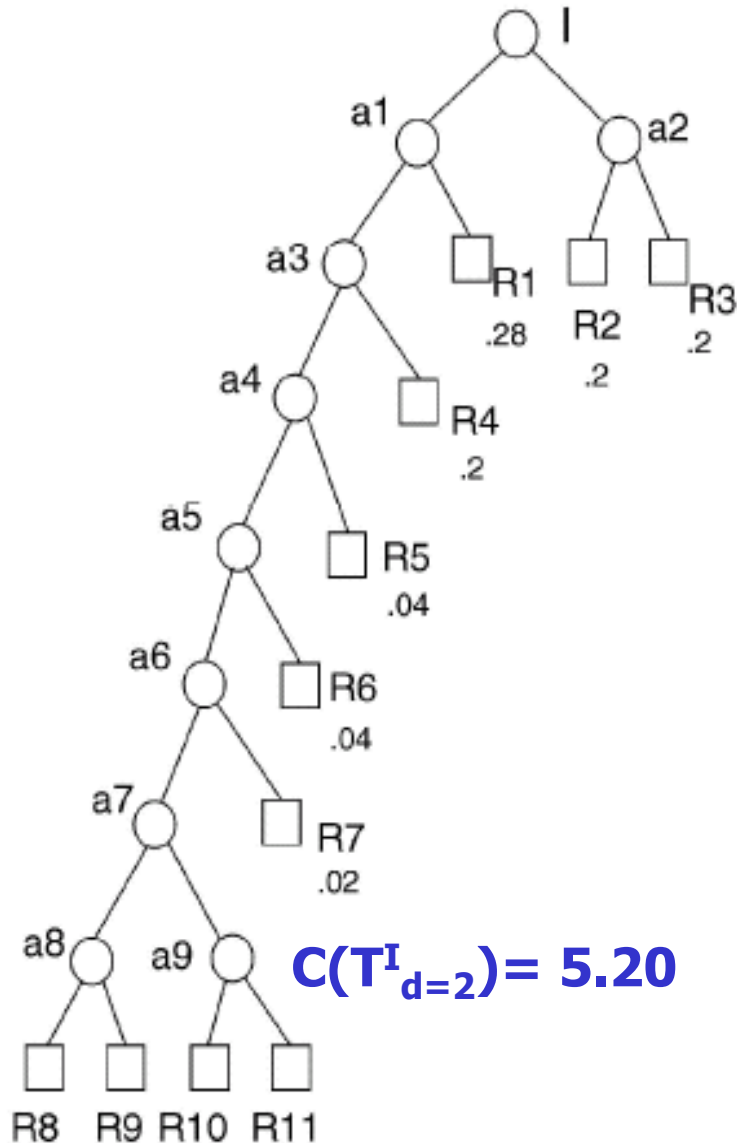 I
a1
a2
a3
R1
.28
R2
.2
R3
.2
a4
R4
.2
a5
R5
.04
a6
R6
.04
a7
R7
.02
a8
a9
C(T^I_d=2)= 5.20
R8 R9 R10 R11